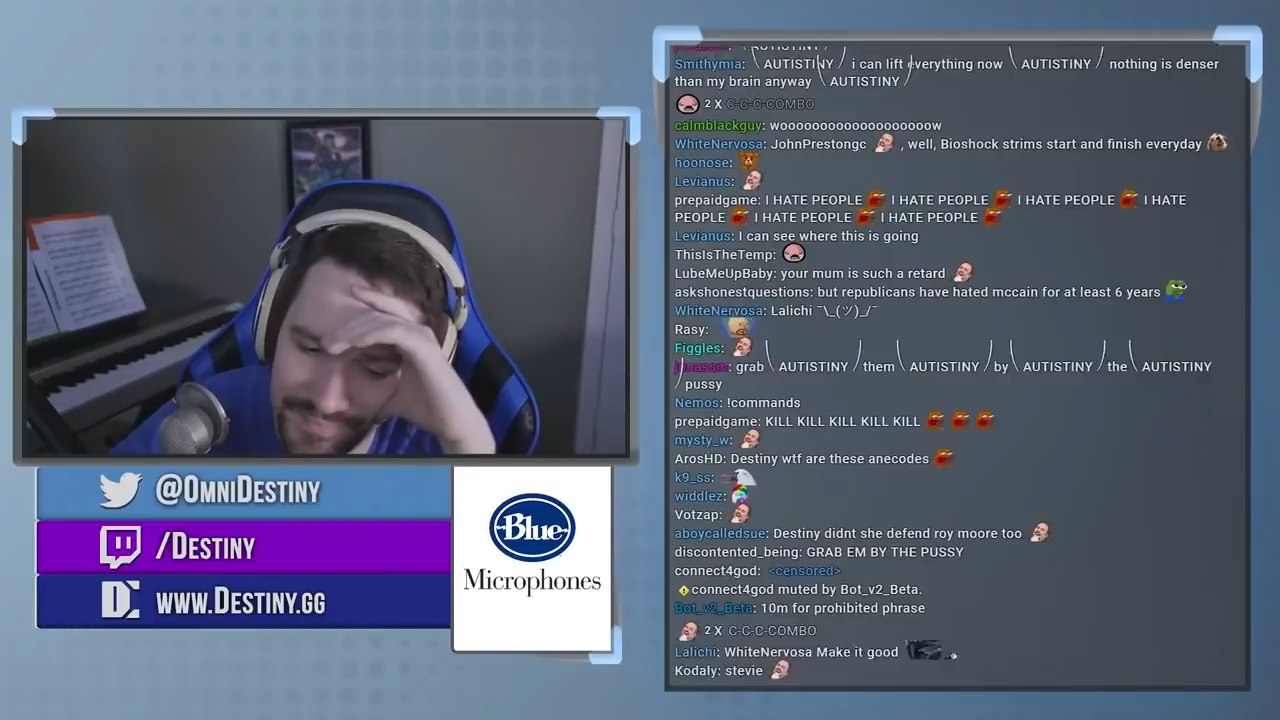 Smithymia: AUTISTINY i can lift everything now AUTISTINY nothing is denser
than my brain anyway AUTISTINY
2 X C-C-C-COMBO
calmblackguy: wooooooooooooooooooow
WhiteNervosa: JohnPrestongc , well, Bioshock strims start and finish everyday
hoonose:
Levianus:
prepaidgame: I HATE PEOPLE I HATE PEOPLE I HATE PEOPLE I HATE
PEOPLE I HATE PEOPLE I HATE PEOPLE
Levianus: I can see where this is going
ThisIsTheTemp:
LubeMeUpBaby: your mum is such a retard
askshonestquestions: but republicans have hated mccain for at least 6 years
WhiteNervosa: Lalichi ¯\_(ツ)_/¯
Rasy:
Figgles:
grab AUTISTINY them AUTISTINY by AUTISTINY the AUTISTINY
pussy
Nemos: !commands
prepaidgame: KILL KILL KILL KILL KILL
mysty_w:
ArosHD: Destiny wtf are these anecodes
k9_ss:
widdlez:
Votzap:
aboycalledsue: Destiny didnt she defend roy moore too
discontented_being: GRAB EM BY THE PUSSY
connect4god: <censored>
connect4god muted by Bot_v2_Beta.
Bot_v2_Beta: 10m for prohibited phrase
2 X C-C-C-COMBO
Lalichi: WhiteNervosa Make it good
Kodaly: stevie
@OmniDestiny
/Destiny
www.Destiny.gg
Blue
Microphones